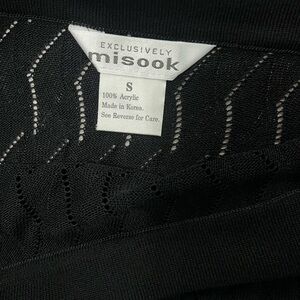 EXCLUSIVELY
misook
S
100% Acrylic
Made in Korea.
See Reverse for Care.